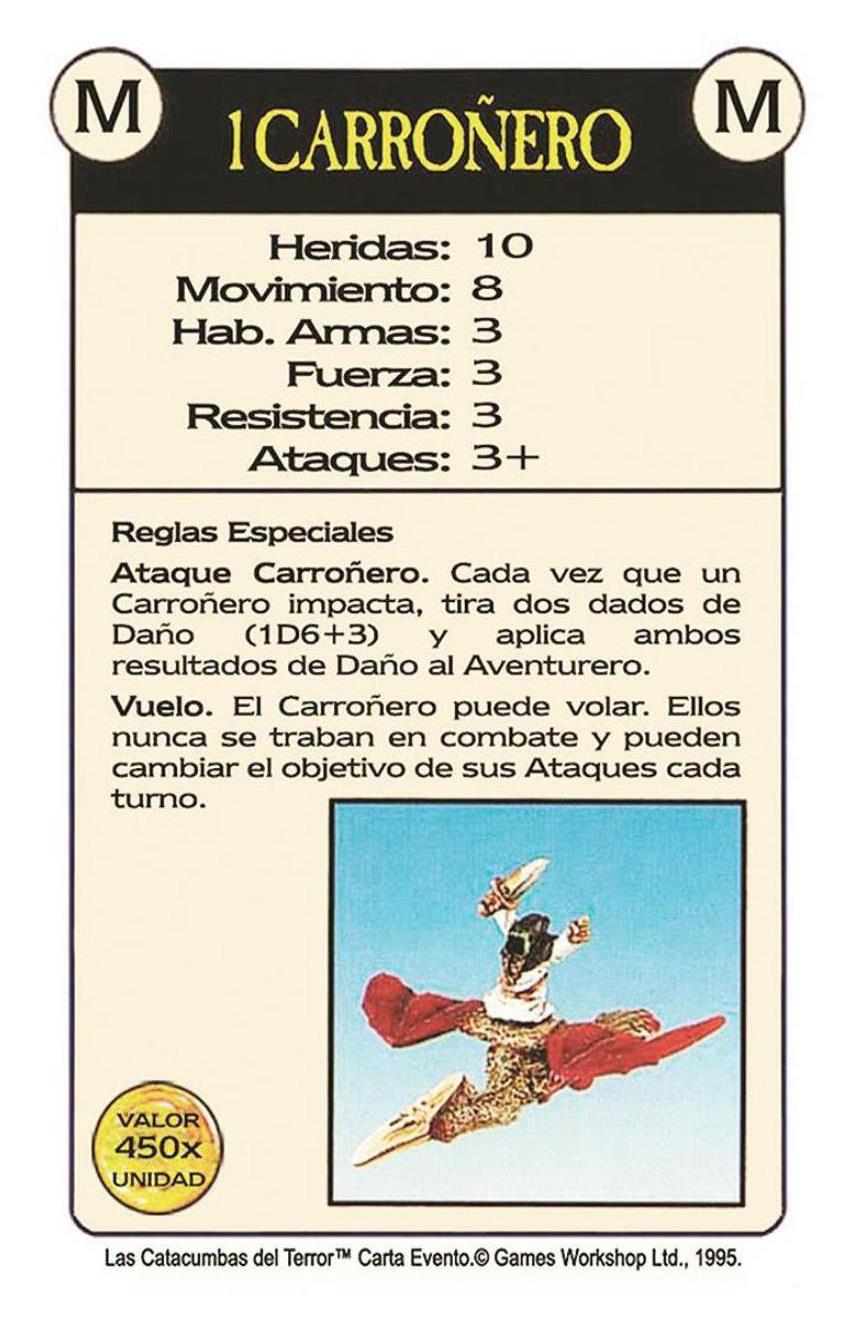 M
1 CARROÑERO
M
Heridas: 10
Movimiento: 8
Hab. Armas: 3
Fuerza: 3
Resistencia: 3
Ataques: 3+
Reglas Especiales
Ataque Carroñero. Cada vez que un
Carroñero impacta, tira dos dados de
Daño (1D6+3) y aplica ambos
resultados de Daño al Aventurero.
Vuelo. El Carroñero puede volar. Ellos
nunca se traban en combate y pueden
cambiar el objetivo de sus Ataques cada
turno.
VALOR
450x
UNIDAD
Las Catacumbas del Terror™ Carta Evento.© Games Workshop Ltd., 1995.